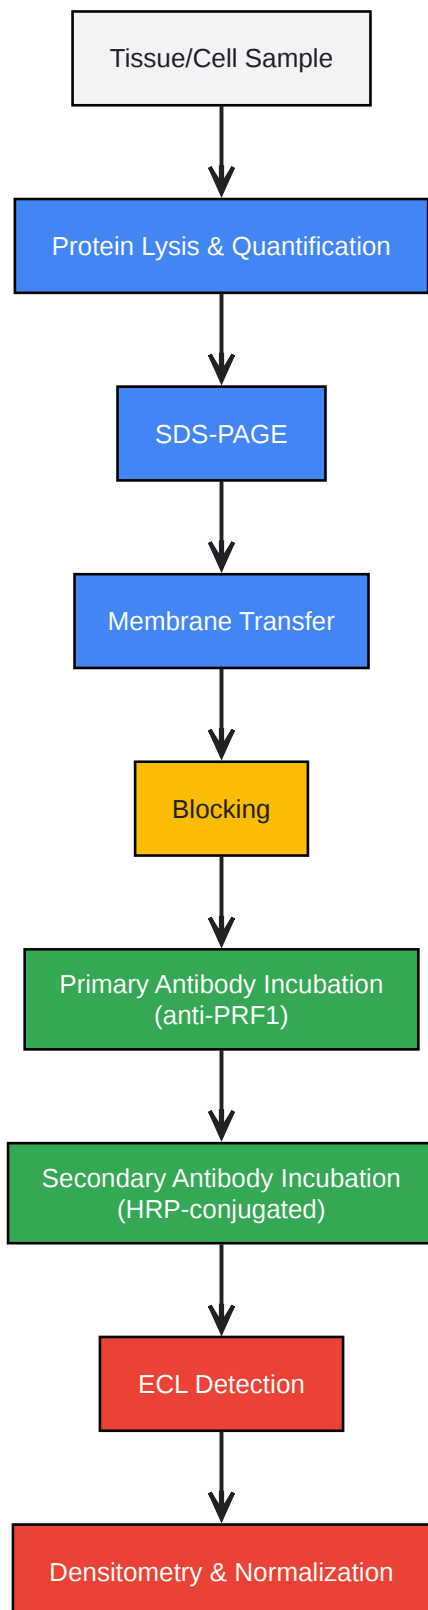 Tissue/Cell Sample
Protein Lysis & Quantification
SDS-PAGE
Membrane Transfer
Blocking
Primary Antibody Incubation
(anti-PRF1)
Secondary Antibody Incubation
(HRP-conjugated)
ECL Detection
Densitometry & Normalization